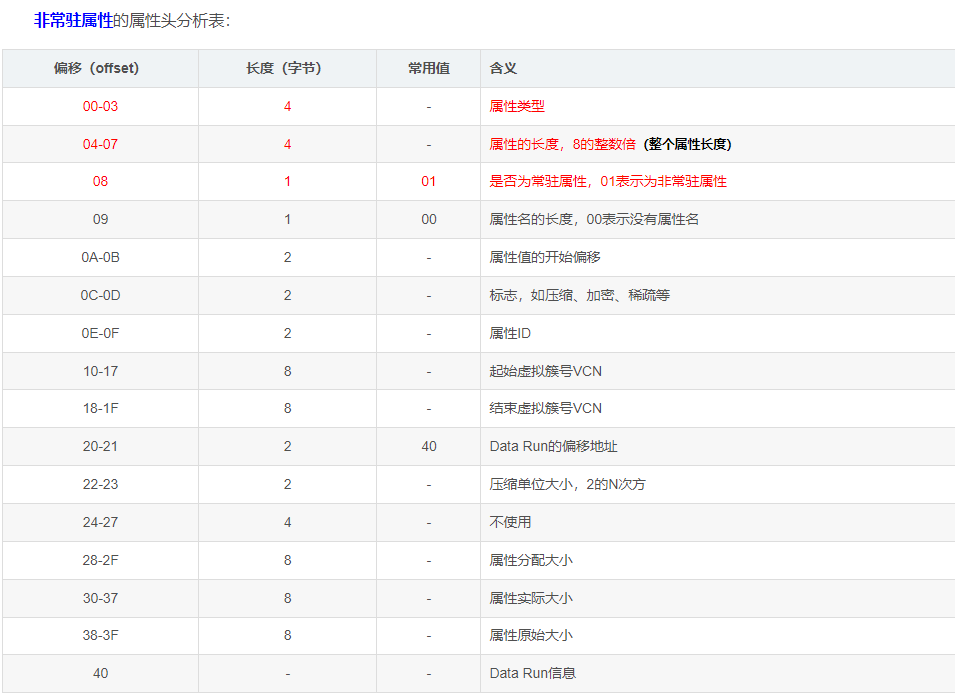 非常驻属性的属性头分析表：
偏移（offset) 长度（字节） 常用值 含义
00-03 4 - 属性类型
04-07 4 - 属性的长度，8的整数倍 (整个属性长度)
08 1 01 是否为常驻属性，01表示为非常驻属性
09 1 00 属性名的长度，00表示没有属性名
0A-0B 2 - 属性值的开始偏移
0C-0D 2 - 标志，如压缩、加密、稀疏等
0E-0F 2 - 属性ID
10-17 8 - 起始虚拟簇号VCN
18-1F 8 - 结束虚拟簇号VCN
20-21 2 40 Data Run的偏移地址
22-23 2 - 压缩单位大小，2的N次方
24-27 4 - 不使用
28-2F 8 - 属性分配大小
30-37 8 - 属性实际大小
38-3F 8 - 属性原始大小
40 - - Data Run信息